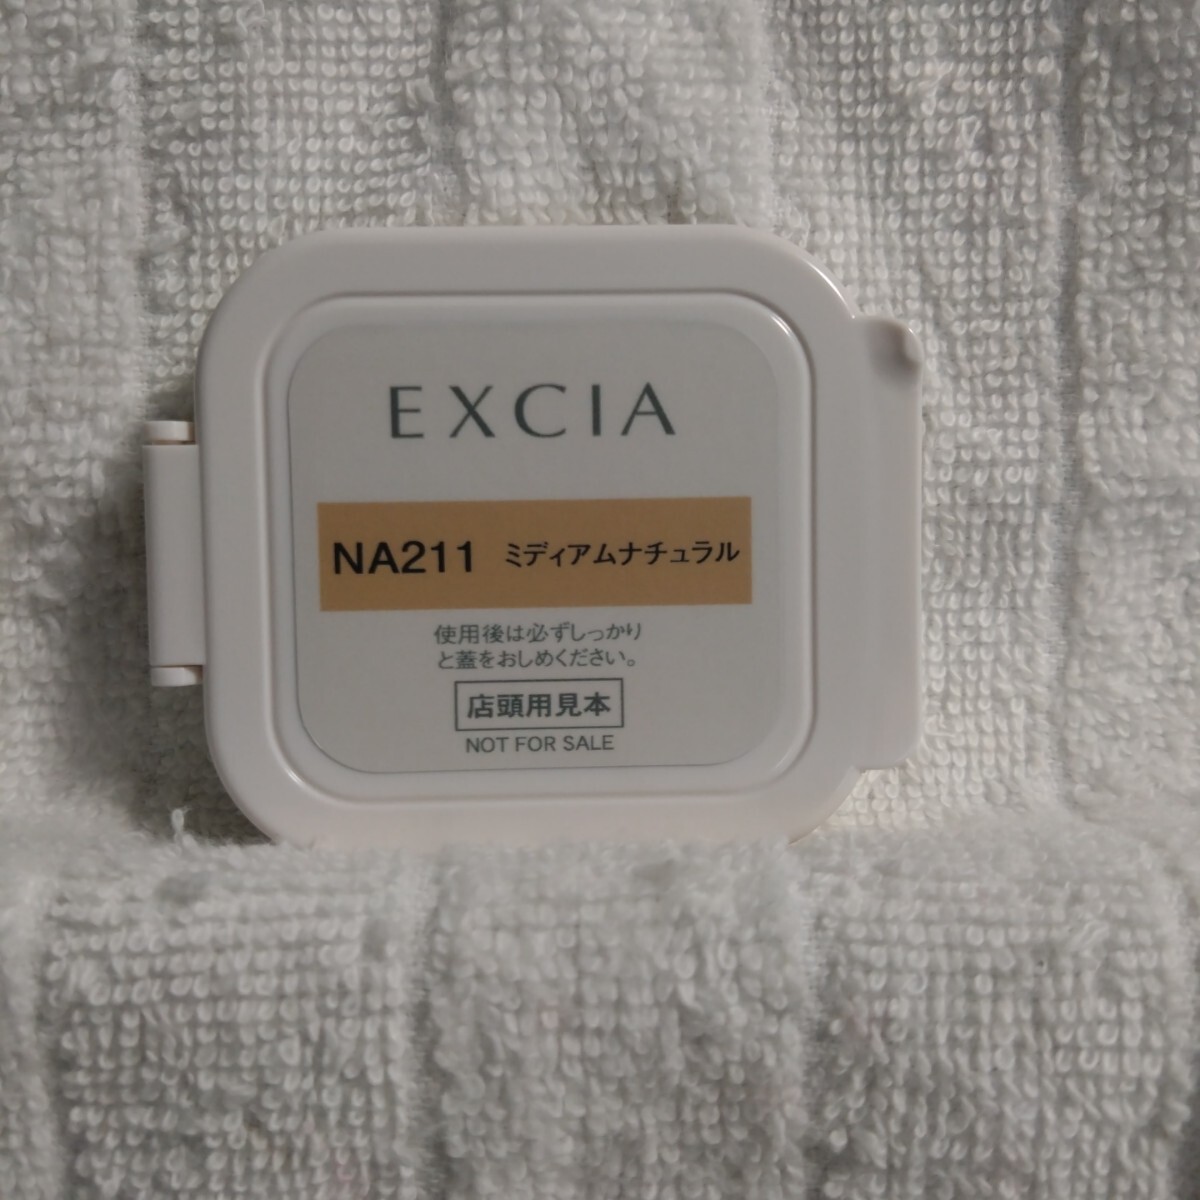 EXCIA
NA211 ミディアムナチュラル
使用後は必ずしっかり
と蓋をおしめください。
店頭用見本
NOT FOR SALE